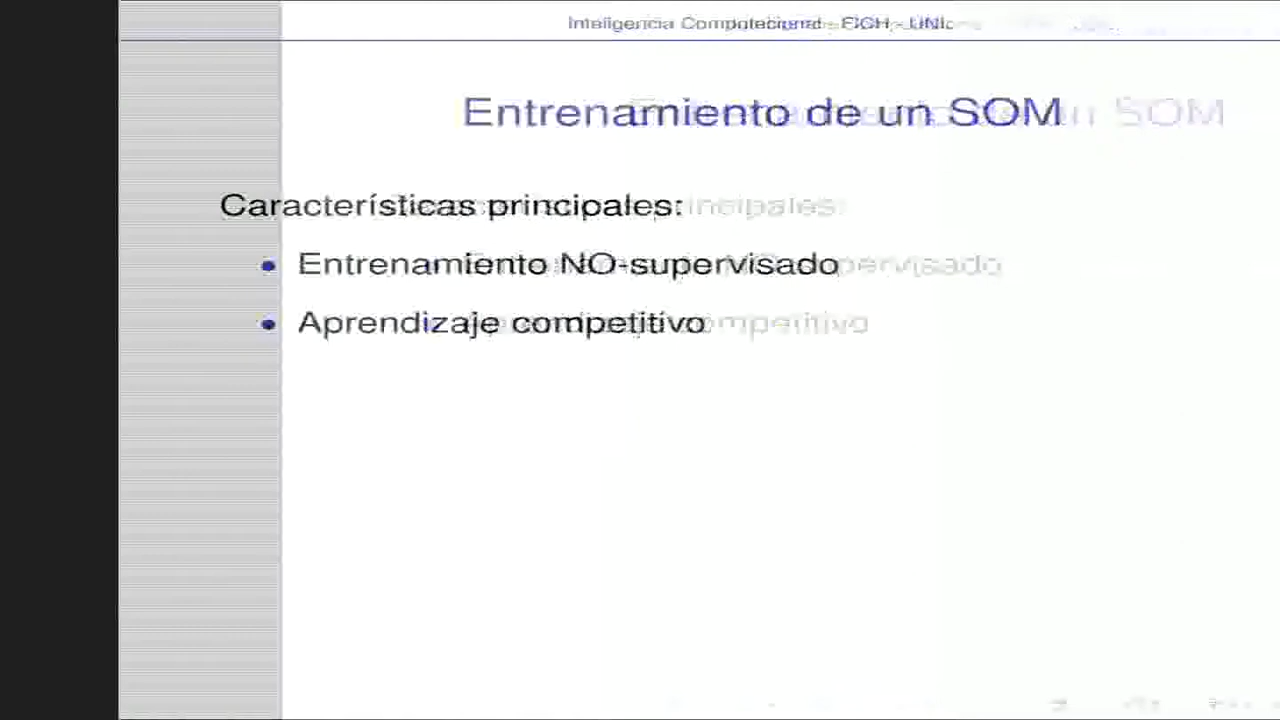 Inteligencia Computacional - FICH - UNL
Entrenamiento de un SOM
Características principales:
• Entrenamiento NO-supervisado
• Aprendizaje competitivo